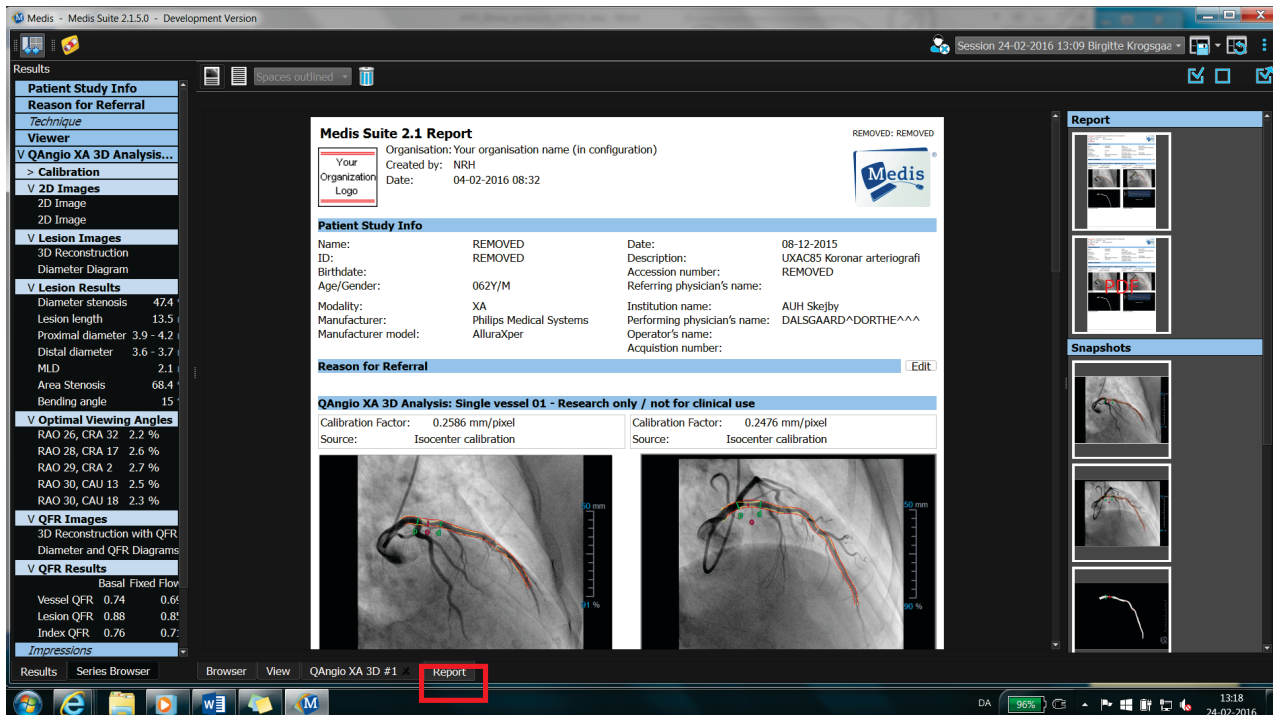 Medis - Medis Suite 2.1.5.0 - Development Version
Session 24-02-2016 13:09 Birgitte Krogsgaa
Results
Spaces outlined
Patient Study Info
Reason for Referral
Technique
Viewer
V QAngio XA 3D Analysis...
> Calibration
V 2D Images
2D Image
2D Image
V Lesion Images
3D Reconstruction
Diameter Diagram
V Lesion Results
Diameter stenosis 47.4
Lesion length 13.5
Proximal diameter 3.9 - 4.2
Distal diameter 3.6 - 3.7
MLD 2.1
Area Stenosis 68.4
Bending angle 15
V Optimal Viewing Angles
RAO 26, CRA 32 2.2 %
RAO 28, CRA 17 2.6 %
RAO 29, CRA 2 2.7 %
RAO 30, CAU 13 2.5 %
RAO 30, CAU 18 2.3 %
V QFR Images
3D Reconstruction with QFR
Diameter and QFR Diagrams
V QFR Results
Basal Fixed Flow
Vessel QFR 0.74 0.69
Lesion QFR 0.88 0.8
Index QFR 0.76 0.7
Impressions
Results Series Browser
Medis Suite 2.1 Report
REMOVED: REMOVED
Your Organization Logo
Organisation: Your organisation name (in configuration)
Created by: NRH
Date: 04-02-2016 08:32
Medis
Patient Study Info
Name: REMOVED Date: 08-12-2015
ID: REMOVED Description: UXAC85 Koronar arteriografi
Birthdate: Accession number: REMOVED
Age/Gender: 062Y/M Referring physician's name:
Modality: XA Institution name: AUH Skejby
Manufacturer: Philips Medical Systems Performing physician's name: DALSGAARD^DORTHE^^^
Manufacturer model: AlluraXper Operator's name:
Acquistion number:
Reason for Referral Edit
QAngio XA 3D Analysis: Single vessel 01 - Research only / not for clinical use
Calibration Factor: 0.2586 mm/pixel Calibration Factor: 0.2476 mm/pixel
Source: Isocenter calibration Source: Isocenter calibration
50 mm
91 %
50 mm
90 %
Report
PDF
Snapshots
Browser View QAngio XA 3D #1 Report
DA 96% 13:18
24-02-2016